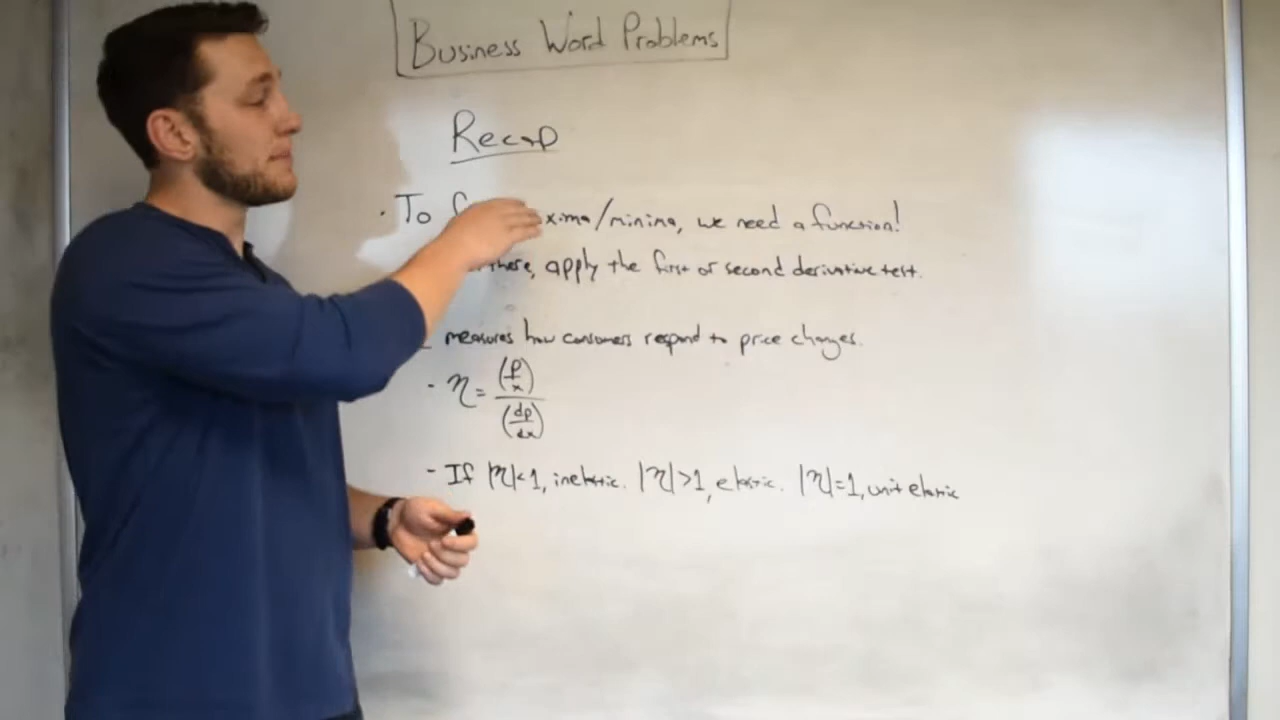 Business Word Problems
Recap
· To xima/minima, we need a function!
there, apply the first or second derivative test.
measures how consumers respond to price changes.
- η = (p/x) / (dp/dx)
- If |η|<1, inelastic. |η|>1, elastic. |η|=1, unit elastic